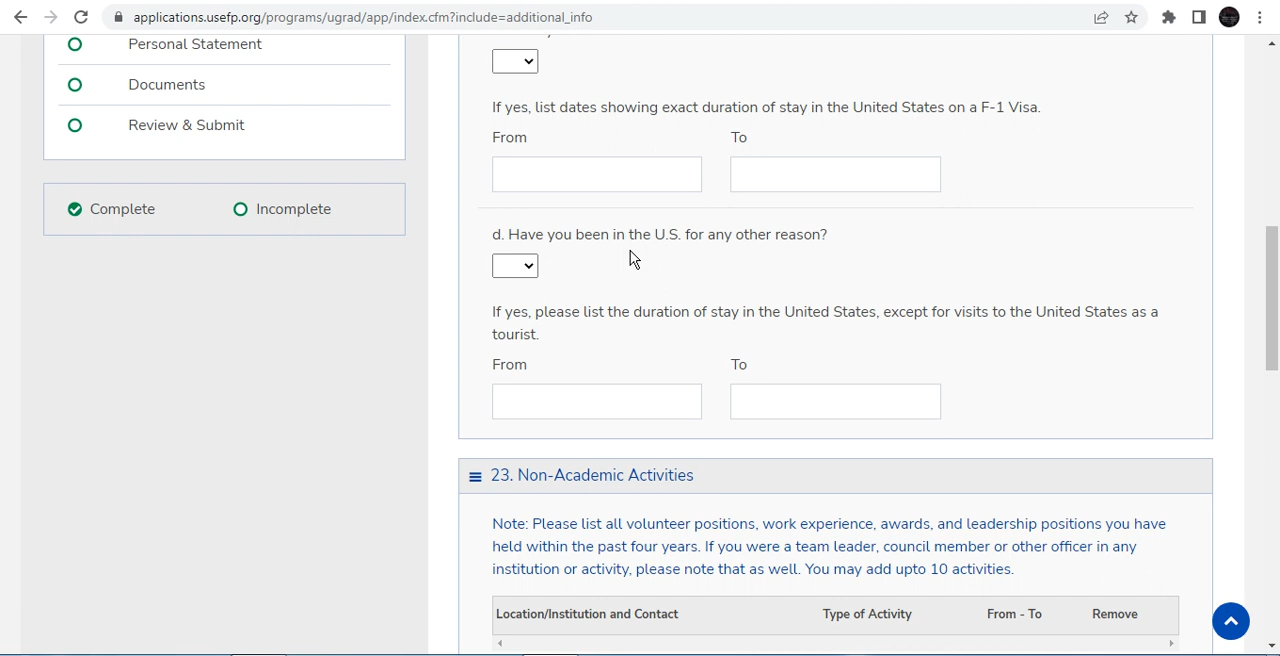 applications.usefp.org/programs/ugrad/app/index.cfm?include=additional_info
Personal Statement
Documents
Review & Submit
Complete
Incomplete
If yes, list dates showing exact duration of stay in the United States on a F-1 Visa.
From
To
d. Have you been in the U.S. for any other reason?
If yes, please list the duration of stay in the United States, except for visits to the United States as a
tourist.
From
To
23. Non-Academic Activities
Note: Please list all volunteer positions, work experience, awards, and leadership positions you have
held within the past four years. If you were a team leader, council member or other officer in any
institution or activity, please note that as well. You may add upto 10 activities.
Location/Institution and Contact
Type of Activity
From - To
Remove